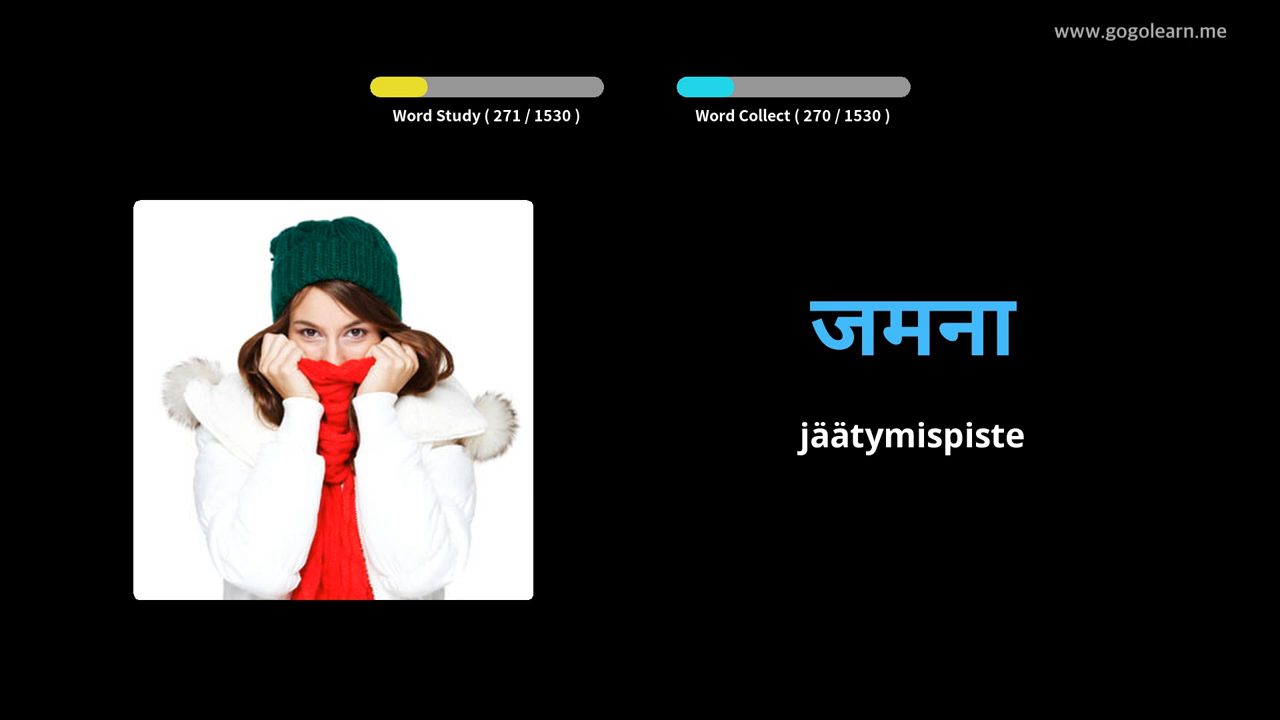 www.gogolearn.me
Word Study ( 271 / 1530 )
Word Collect ( 270 / 1530 )
जमना
jäätymispiste